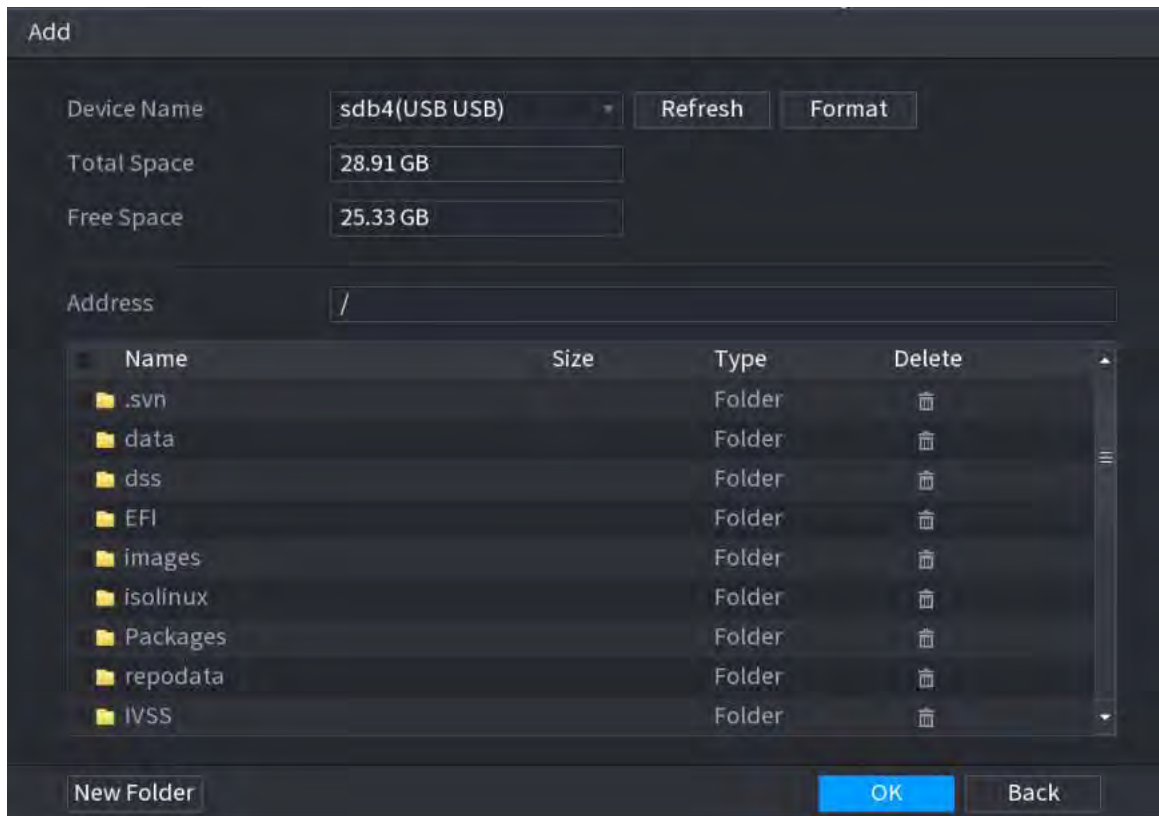 Add
Device Name sdb4(USB USB) Refresh Format
Total Space 28.91 GB
Free Space 25.33 GB
Address /
Name Size Type Delete
.svn Folder
data Folder
dss Folder
EFI Folder
images Folder
isolinux Folder
Packages Folder
repodata Folder
IVSS Folder
New Folder OK Back